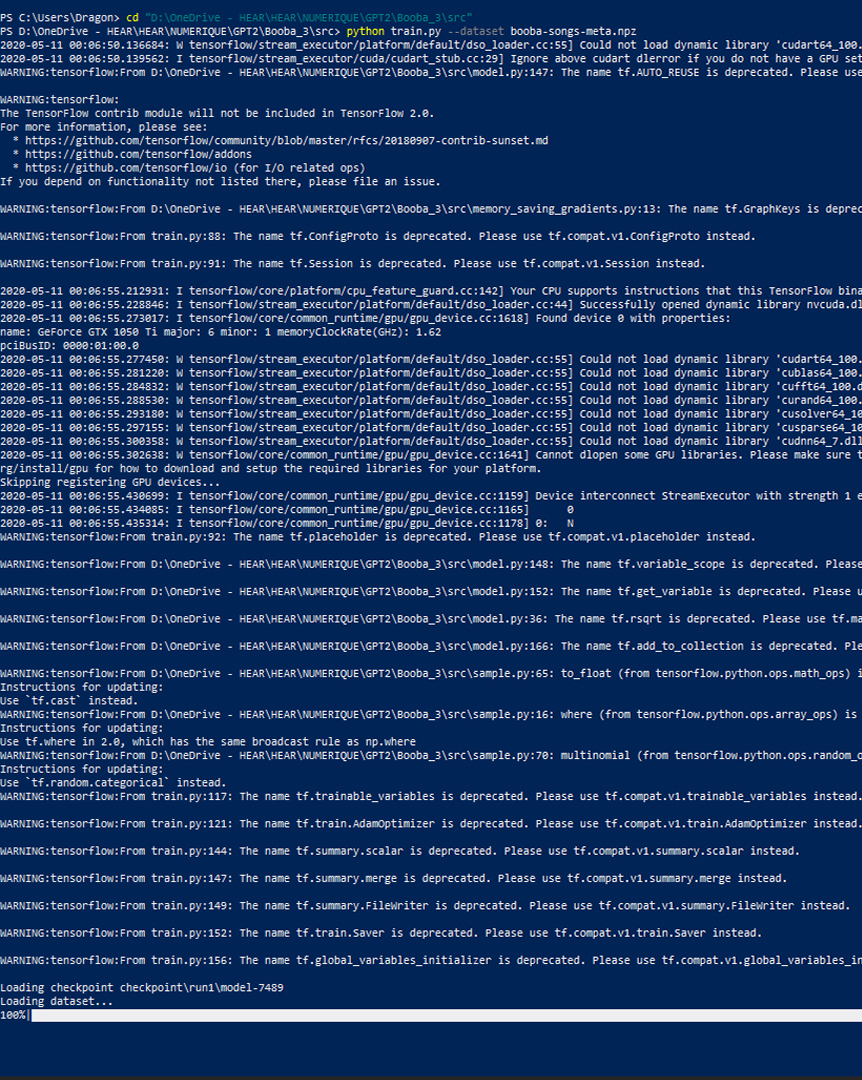 PS C:\Users\Dragon> cd "D:\OneDrive - HEAR\HEAR\NUMERIQUE\GPT2\Booba_3\src"
PS D:\OneDrive - HEAR\HEAR\NUMERIQUE\GPT2\Booba_3\src> python train.py --dataset booba-songs-meta.npz
2020-05-11 00:06:50.136684: W tensorflow/stream_executor/platform/default/dso_loader.cc:55] Could not load dynamic library 'cudart64_100.
2020-05-11 00:06:50.139562: I tensorflow/stream_executor/cuda/cudart_stub.cc:29] Ignore above cudart dlerror if you do not have a GPU set
WARNING:tensorflow:From D:\OneDrive - HEAR\HEAR\NUMERIQUE\GPT2\Booba_3\src\model.py:147: The name tf.AUTO_REUSE is deprecated. Please use
WARNING:tensorflow:
The TensorFlow contrib module will not be included in TensorFlow 2.0.
For more information, please see:
  * https://github.com/tensorflow/community/blob/master/rfcs/20180907-contrib-sunset.md
  * https://github.com/tensorflow/addons
  * https://github.com/tensorflow/io (for I/O related ops)
If you depend on functionality not listed there, please file an issue.
WARNING:tensorflow:From D:\OneDrive - HEAR\HEAR\NUMERIQUE\GPT2\Booba_3\src\memory_saving_gradients.py:13: The name tf.GraphKeys is deprec
WARNING:tensorflow:From train.py:88: The name tf.ConfigProto is deprecated. Please use tf.compat.v1.ConfigProto instead.
WARNING:tensorflow:From train.py:91: The name tf.Session is deprecated. Please use tf.compat.v1.Session instead.
2020-05-11 00:06:55.212931: I tensorflow/core/platform/cpu_feature_guard.cc:142] Your CPU supports instructions that this TensorFlow bina
2020-05-11 00:06:55.228846: I tensorflow/stream_executor/platform/default/dso_loader.cc:44] Successfully opened dynamic library nvcuda.dl
2020-05-11 00:06:55.273017: I tensorflow/core/common_runtime/gpu/gpu_device.cc:1618] Found device 0 with properties:
name: GeForce GTX 1050 Ti major: 6 minor: 1 memoryClockRate(GHz): 1.62
pciBusID: 0000:01:00.0
2020-05-11 00:06:55.277450: W tensorflow/stream_executor/platform/default/dso_loader.cc:55] Could not load dynamic library 'cudart64_100.
2020-05-11 00:06:55.281220: W tensorflow/stream_executor/platform/default/dso_loader.cc:55] Could not load dynamic library 'cublas64_100.
2020-05-11 00:06:55.284832: W tensorflow/stream_executor/platform/default/dso_loader.cc:55] Could not load dynamic library 'cufft64_100.d
2020-05-11 00:06:55.288530: W tensorflow/stream_executor/platform/default/dso_loader.cc:55] Could not load dynamic library 'curand64_100.
2020-05-11 00:06:55.293180: W tensorflow/stream_executor/platform/default/dso_loader.cc:55] Could not load dynamic library 'cusolver64_10
2020-05-11 00:06:55.297155: W tensorflow/stream_executor/platform/default/dso_loader.cc:55] Could not load dynamic library 'cusparse64_10
2020-05-11 00:06:55.300358: W tensorflow/stream_executor/platform/default/dso_loader.cc:55] Could not load dynamic library 'cudnn64_7.dll
2020-05-11 00:06:55.302638: W tensorflow/core/common_runtime/gpu/gpu_device.cc:1641] Cannot dlopen some GPU libraries. Please make sure t
rg/install/gpu for how to download and setup the required libraries for your platform.
Skipping registering GPU devices...
2020-05-11 00:06:55.430699: I tensorflow/core/common_runtime/gpu/gpu_device.cc:1159] Device interconnect StreamExecutor with strength 1 e
2020-05-11 00:06:55.434085: I tensorflow/core/common_runtime/gpu/gpu_device.cc:1165]      0
2020-05-11 00:06:55.435314: I tensorflow/core/common_runtime/gpu/gpu_device.cc:1178] 0:   N
WARNING:tensorflow:From train.py:92: The name tf.placeholder is deprecated. Please use tf.compat.v1.placeholder instead.
WARNING:tensorflow:From D:\OneDrive - HEAR\HEAR\NUMERIQUE\GPT2\Booba_3\src\model.py:148: The name tf.variable_scope is deprecated. Please
WARNING:tensorflow:From D:\OneDrive - HEAR\HEAR\NUMERIQUE\GPT2\Booba_3\src\model.py:152: The name tf.get_variable is deprecated. Please u
WARNING:tensorflow:From D:\OneDrive - HEAR\HEAR\NUMERIQUE\GPT2\Booba_3\src\model.py:36: The name tf.rsqrt is deprecated. Please use tf.ma
WARNING:tensorflow:From D:\OneDrive - HEAR\HEAR\NUMERIQUE\GPT2\Booba_3\src\model.py:166: The name tf.add_to_collection is deprecated. Ple
WARNING:tensorflow:From D:\OneDrive - HEAR\HEAR\NUMERIQUE\GPT2\Booba_3\src\sample.py:65: to_float (from tensorflow.python.ops.math_ops) i
Instructions for updating:
Use `tf.cast` instead.
WARNING:tensorflow:From D:\OneDrive - HEAR\HEAR\NUMERIQUE\GPT2\Booba_3\src\sample.py:16: where (from tensorflow.python.ops.array_ops) is
Instructions for updating:
Use tf.where in 2.0, which has the same broadcast rule as np.where
WARNING:tensorflow:From D:\OneDrive - HEAR\HEAR\NUMERIQUE\GPT2\Booba_3\src\sample.py:70: multinomial (from tensorflow.python.ops.random_o
Instructions for updating:
Use `tf.random.categorical` instead.
WARNING:tensorflow:From train.py:117: The name tf.trainable_variables is deprecated. Please use tf.compat.v1.trainable_variables instead.
WARNING:tensorflow:From train.py:121: The name tf.train.AdamOptimizer is deprecated. Please use tf.compat.v1.train.AdamOptimizer instead.
WARNING:tensorflow:From train.py:144: The name tf.summary.scalar is deprecated. Please use tf.compat.v1.summary.scalar instead.
WARNING:tensorflow:From train.py:147: The name tf.summary.merge is deprecated. Please use tf.compat.v1.summary.merge instead.
WARNING:tensorflow:From train.py:149: The name tf.summary.FileWriter is deprecated. Please use tf.compat.v1.summary.FileWriter instead.
WARNING:tensorflow:From train.py:152: The name tf.train.Saver is deprecated. Please use tf.compat.v1.train.Saver instead.
WARNING:tensorflow:From train.py:156: The name tf.global_variables_initializer is deprecated. Please use tf.compat.v1.global_variables_in
Loading checkpoint checkpoint\run1\model-7489
Loading dataset...
100%|